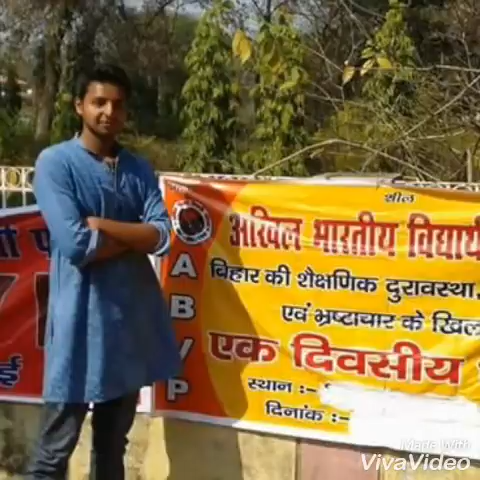 शील
अखिल भारतीय विद्यार्थ
A
B
V
P
बिहार की शैक्षणिक दुरावस्था,
एवं भ्रष्टाचार के खिल
एक दिवसीय
स्थान :-
दिनांक :-
ई
Made With
VivaVideo